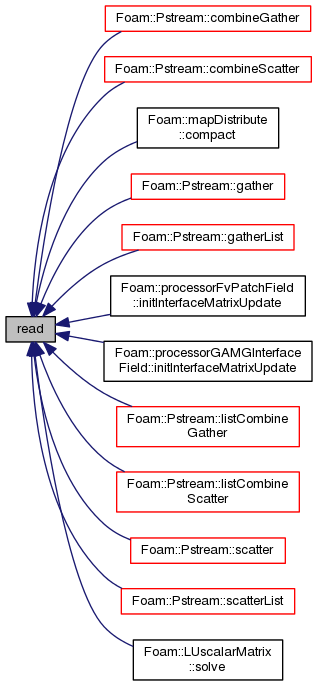 Foam::Pstream::combineGather
Foam::Pstream::combineScatter
Foam::mapDistribute
::compact
Foam::Pstream::gather
Foam::Pstream::gatherList
Foam::processorFvPatchField
::initInterfaceMatrixUpdate
read
Foam::processorGAMGInterface
Field::initInterfaceMatrixUpdate
Foam::Pstream::listCombine
Gather
Foam::Pstream::listCombine
Scatter
Foam::Pstream::scatter
Foam::Pstream::scatterList
Foam::LUscalarMatrix
::solve